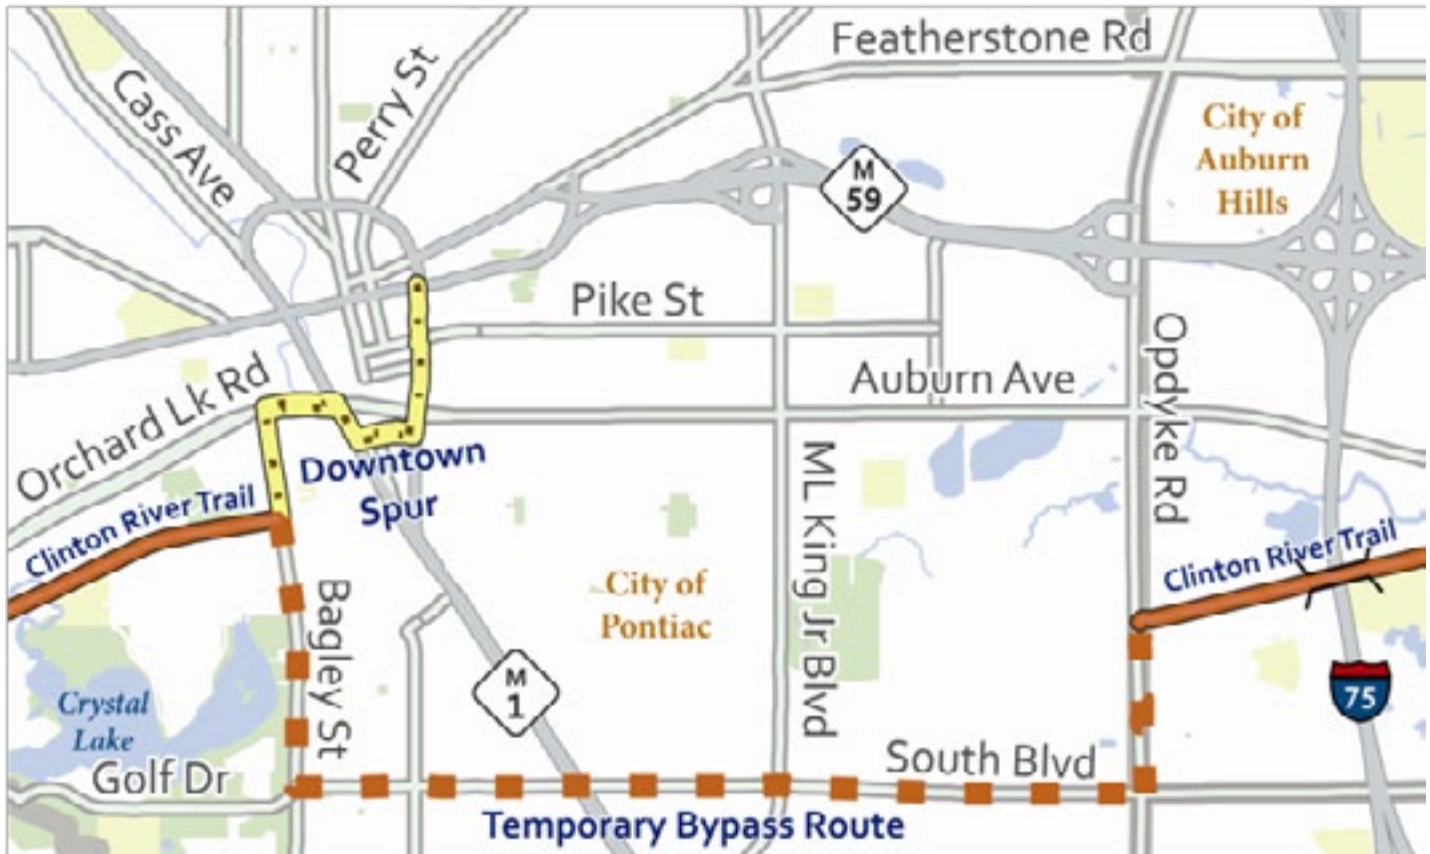 Featherstone Rd
Cass Ave
Perry St
City of
Auburn
Hills
M
59
Pike St
Orchard Lk Rd
Auburn Ave
Opdyke Rd
Downtown
Spur
Clinton River Trail
ML King Jr Blvd
Clinton River Trail
City of
Pontiac
Bagley St
M
1
75
Crystal
Lake
Golf Dr
South Blvd
Temporary Bypass Route